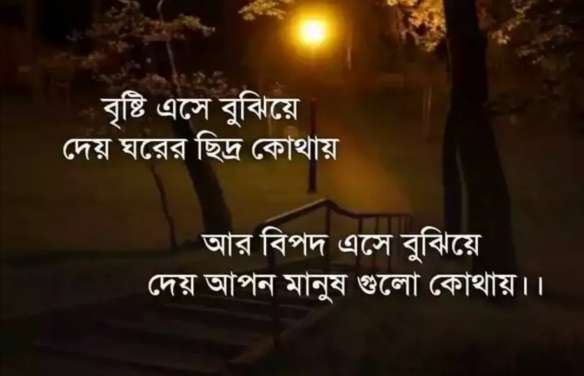 বৃষ্টি এসে বুঝিয়ে
দেয় ঘরের ছিদ্র কোথায়
আর বিপদ এসে বুঝিয়ে
দেয় আপন মানুষ গুলো কোথায়।।